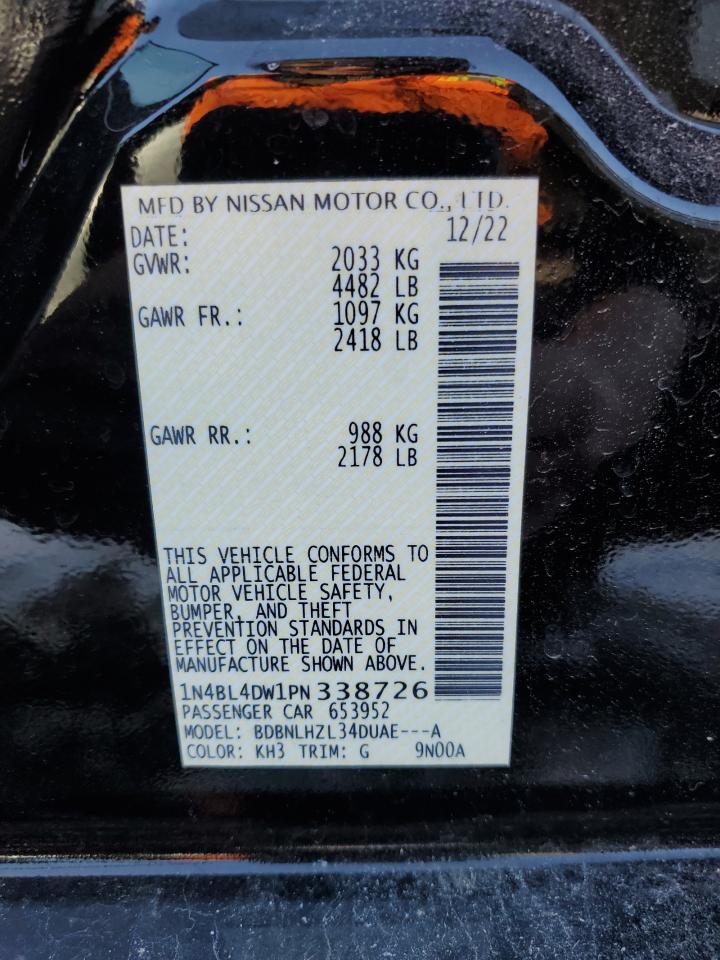 MFD BY NISSAN MOTOR CO., LTD.
DATE: 12/22
GVWR: 2033 KG
4482 LB
GAWR FR.: 1097 KG
2418 LB
GAWR RR.: 988 KG
2178 LB
THIS VEHICLE CONFORMS TO
ALL APPLICABLE FEDERAL
MOTOR VEHICLE SAFETY,
BUMPER, AND THEFT
PREVENTION STANDARDS IN
EFFECT ON THE DATE OF
MANUFACTURE SHOWN ABOVE.
1N4BL4DW1PN338726
PASSENGER CAR 653952
MODEL: BDBNLHZL34DUAE---A
COLOR: KH3 TRIM: G 9N00A